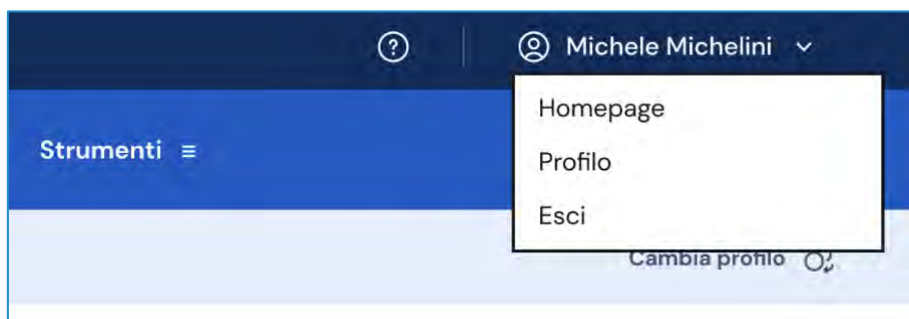 Michele Michelini
Homepage
Strumenti
Profilo
Esci
Cambia profilo